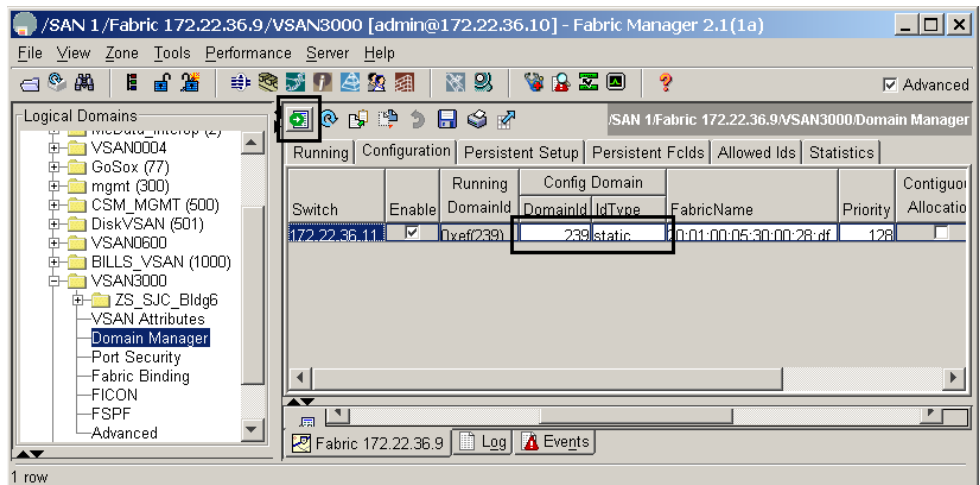 /SAN 1/Fabric 172.22.36.9/VSAN3000 [admin@172.22.36.10] - Fabric Manager 2.1(1a)
File View Zone Tools Performance Server Help
Advanced
Logical Domains
/SAN 1/Fabric 172.22.36.9/VSAN3000/Domain Manager
McData_Interop (2)
VSAN0004
GoSox (77)
mgmt (300)
CSM_MGMT (500)
DiskVSAN (501)
VSAN0600
BILLS_VSAN (1000)
VSAN3000
ZS_SJC_Bldg6
VSAN Attributes
Domain Manager
Port Security
Fabric Binding
FICON
FSPF
Advanced
Running Configuration Persistent Setup Persistent FcIds Allowed Ids Statistics
Running Config Domain Contiguou
Switch Enable DomainId DomainId IdType FabricName Priority Allocatio
172.22.36.11 0xef(239) 239 static 20:01:00:05:30:00:28:df 128
Fabric 172.22.36.9 Log Events
1 row